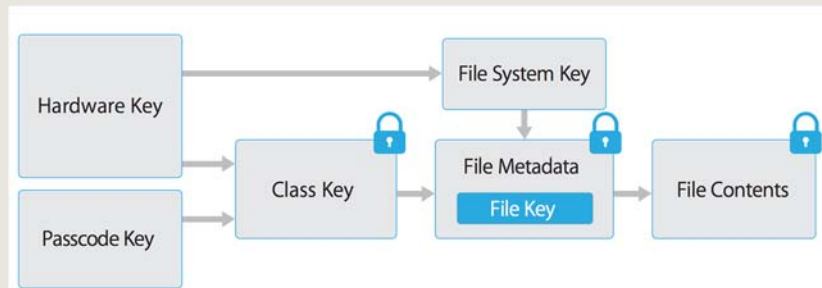 Hardware Key
File System Key
Class Key
File Metadata
File Key
File Contents
Passcode Key